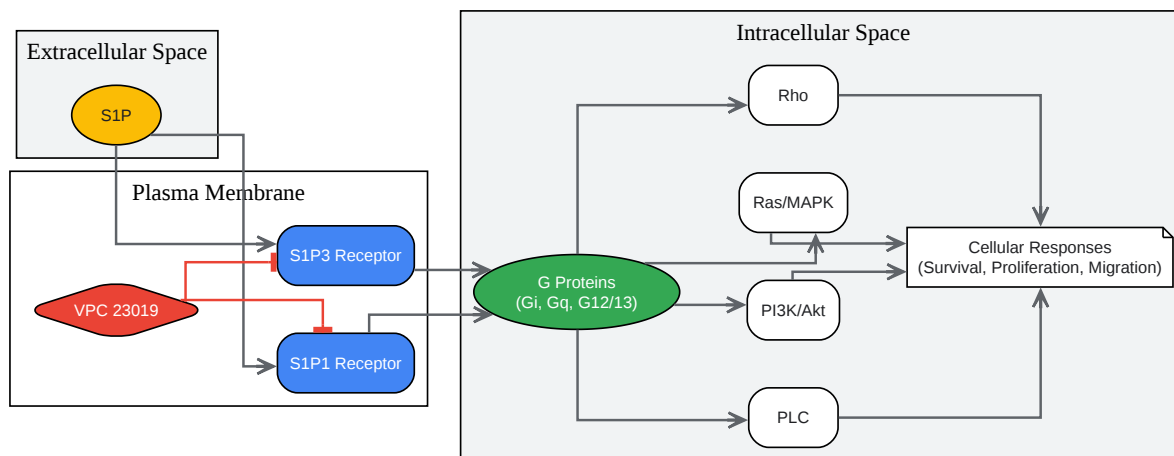 Extracellular Space
S1P
Plasma Membrane
S1P3 Receptor
VPC 23019
S1P1 Receptor
Intracellular Space
Rho
Ras/MAPK
G Proteins
(Gi, Gq, G12/13)
PI3K/Akt
PLC
Cellular Responses
(Survival, Proliferation, Migration)